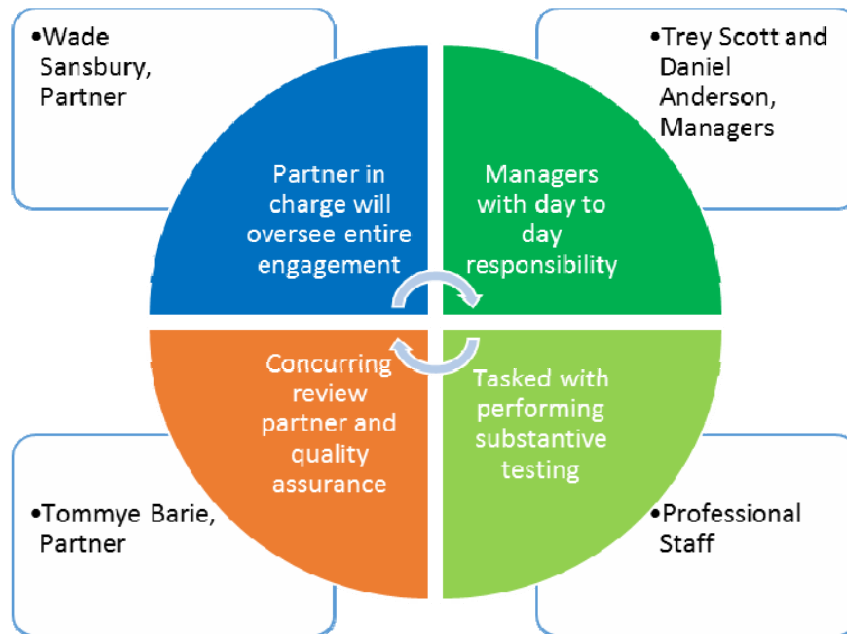 •Wade
Sansbury,
Partner
•Trey Scott and
Daniel
Anderson,
Managers
Partner in
charge will
oversee entire
engagement
Managers
with day to
day
responsibility
Concurring
review
partner and
quality
assurance
Tasked with
performing
substantive
testing
•Tommye Barie,
Partner
•Professional
Staff